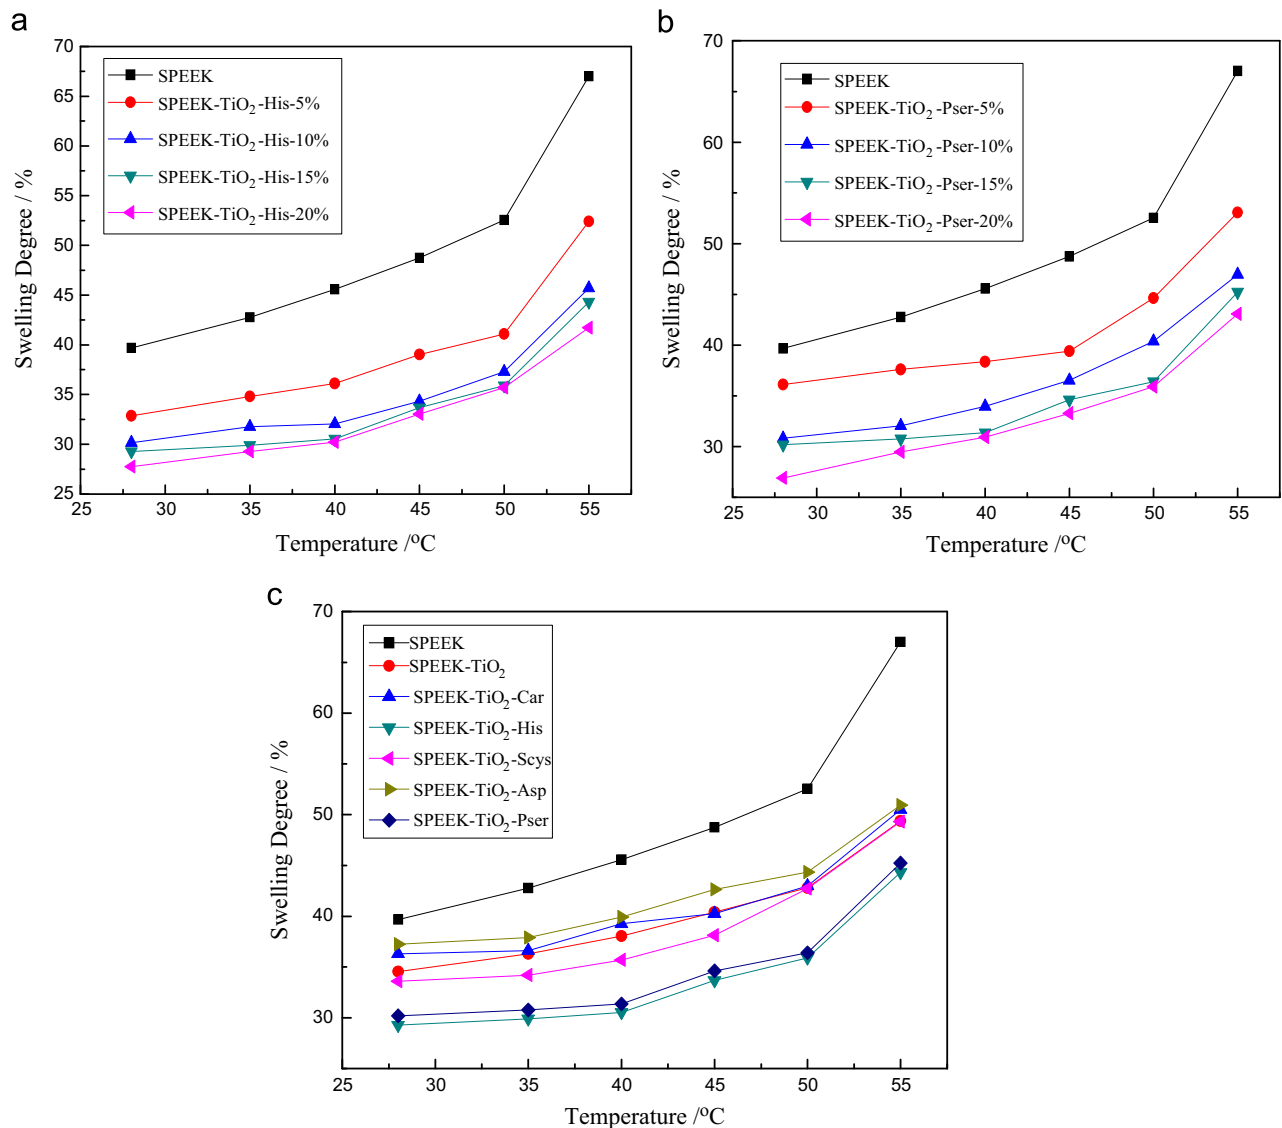 a
70
65
60
55
50
45
40
35
30
25
Swelling Degree / %
SPEEK
SPEEK-TiO₂-His-5%
SPEEK-TiO₂-His-10%
SPEEK-TiO₂-His-15%
SPEEK-TiO₂-His-20%
25 30 35 40 45 50 55
Temperature /°C
b
70
60
50
40
30
Swelling Degree / %
SPEEK
SPEEK-TiO₂-Pser-5%
SPEEK-TiO₂-Pser-10%
SPEEK-TiO₂-Pser-15%
SPEEK-TiO₂-Pser-20%
25 30 35 40 45 50 55
Temperature /°C
c
70
60
50
40
30
Swelling Degree / %
SPEEK
SPEEK-TiO₂
SPEEK-TiO₂-Car
SPEEK-TiO₂-His
SPEEK-TiO₂-Scys
SPEEK-TiO₂-Asp
SPEEK-TiO₂-Pser
25 30 35 40 45 50 55
Temperature /°C